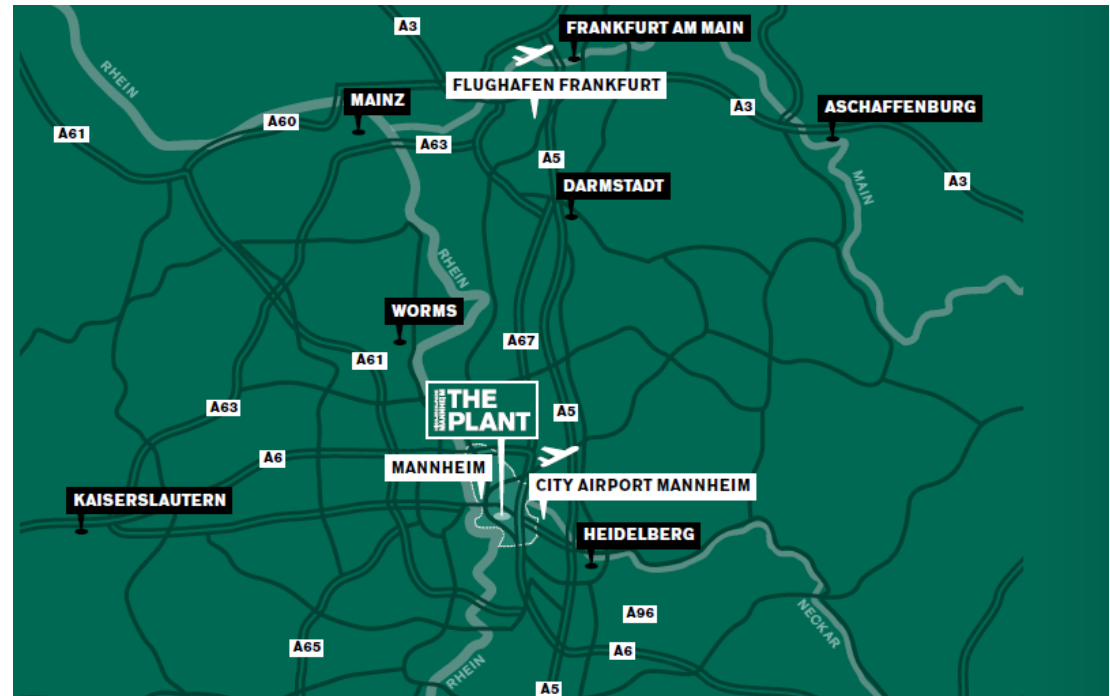 A3
FRANKFURT AM MAIN
RHEIN
FLUGHAFEN FRANKFURT
MAINZ
A3
ASCHAFFENBURG
A61
A60
A63
A5
DARMSTADT
MAIN
A3
RHEIN
WORMS
A67
A61
MANNHEIM
THE
PLANT
A63
A5
A6
MANNHEIM
CITY AIRPORT MANNHEIM
KAISERSLAUTERN
HEIDELBERG
A96
NECKAR
A65
A6
RHEIN
A5